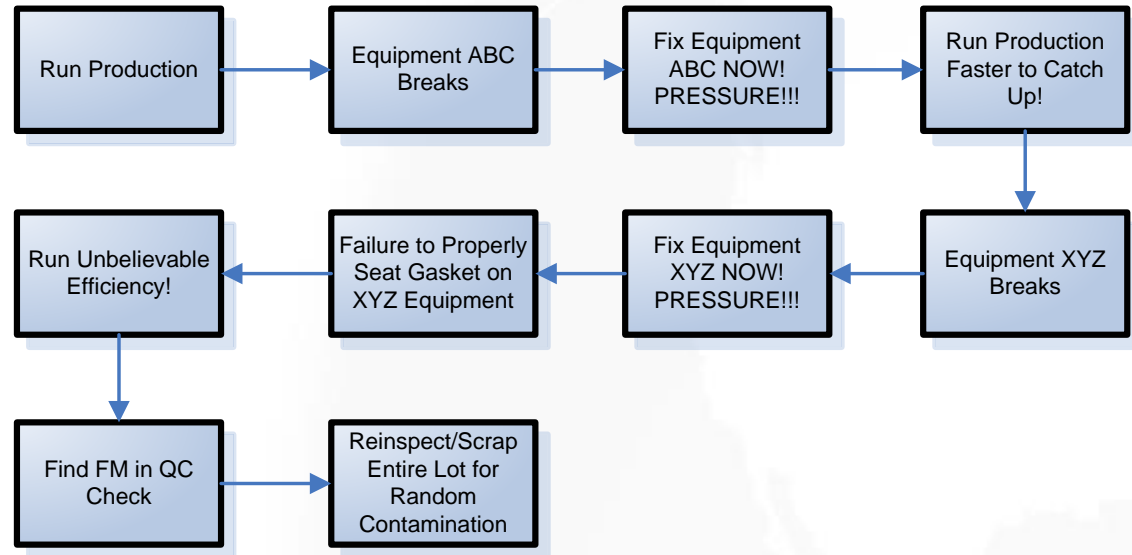 Run Production
Equipment ABC
Breaks
Fix Equipment
ABC NOW!
PRESSURE!!!
Run Production
Faster to Catch
Up!
Equipment XYZ
Breaks
Fix Equipment
XYZ NOW!
PRESSURE!!!
Failure to Properly
Seat Gasket on
XYZ Equipment
Run Unbelievable
Efficiency!
Find FM in QC
Check
Reinspect/Scrap
Entire Lot for
Random
Contamination